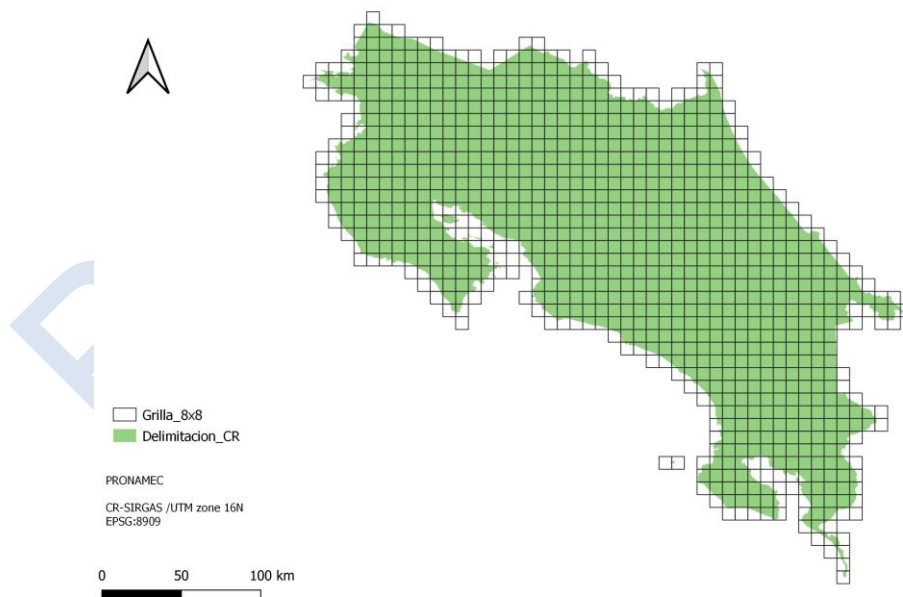 Grilla_8x8
Delimitacion_CR
PRONAMEC
CR-SIRGAS /UTM zone 16N
EPSG:8909
0 50 100 km